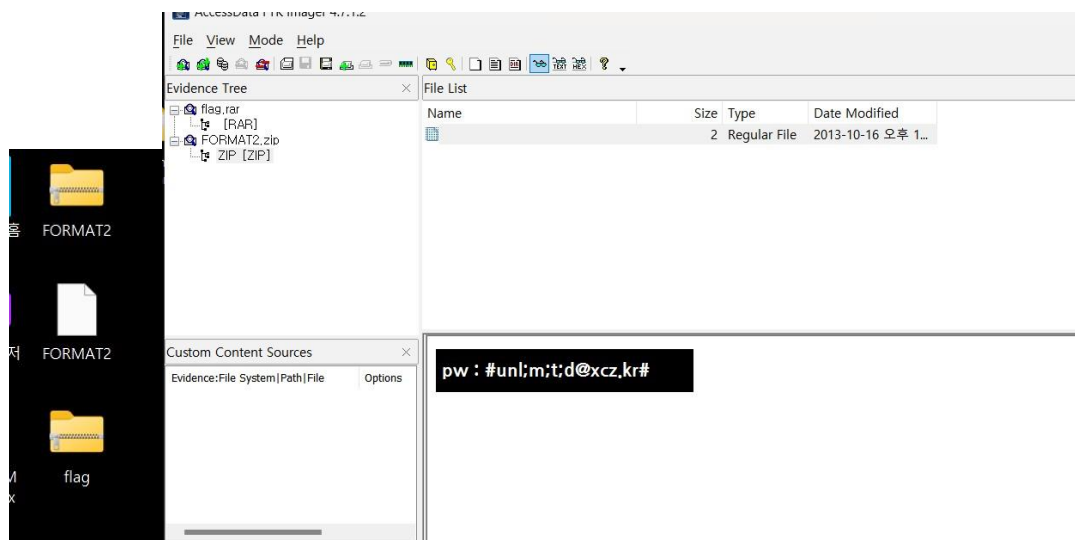 AccessData FTK Imager 4.7.1.2
File View Mode Help
Evidence Tree
flag.rar
[RAR]
FORMAT2.zip
ZIP [ZIP]
File List
Name Size Type Date Modified
2 Regular File 2013-10-16 오후 1...
홈 FORMAT2
저 FORMAT2
flag
Custom Content Sources
Evidence:File System|Path|File Options
pw : #unl;m;t;d@xcz.kr#